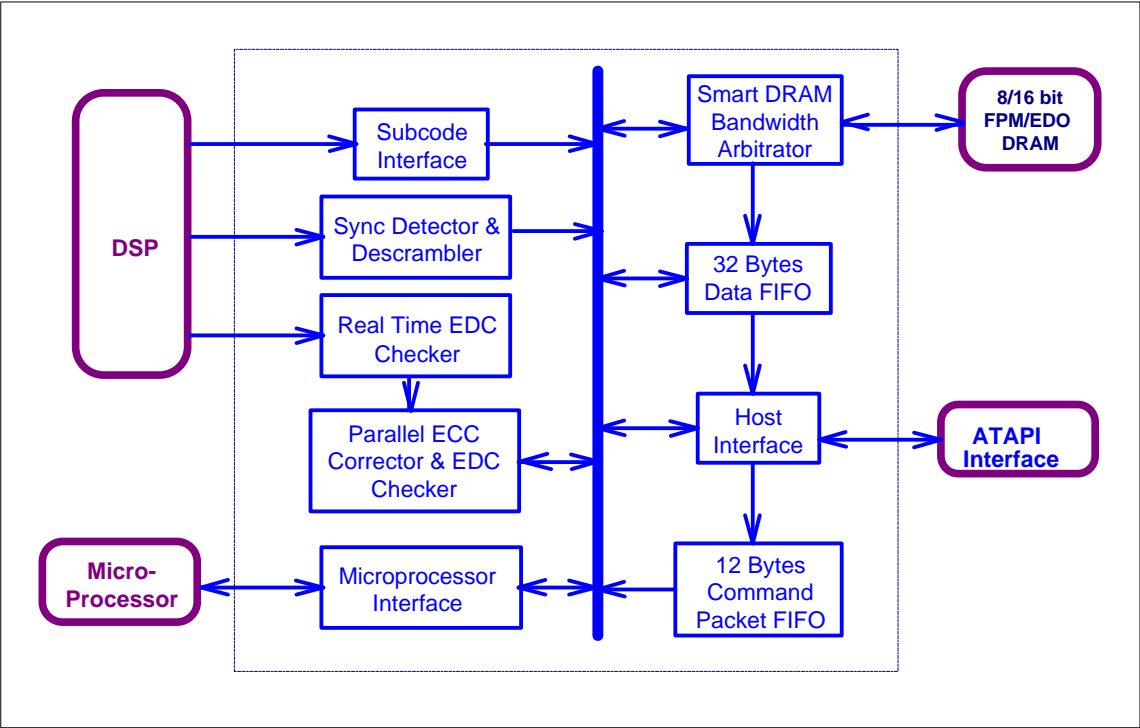 DSP
Subcode
Interface
Sync Detector &
Descrambler
Real Time EDC
Checker
Parallel ECC
Corrector & EDC
Checker
Micro-
Processor
Microprocessor
Interface
Smart DRAM
Bandwidth
Arbitrator
8/16 bit
FPM/EDO
DRAM
32 Bytes
Data FIFO
Host
Interface
ATAPI
Interface
12 Bytes
Command
Packet FIFO